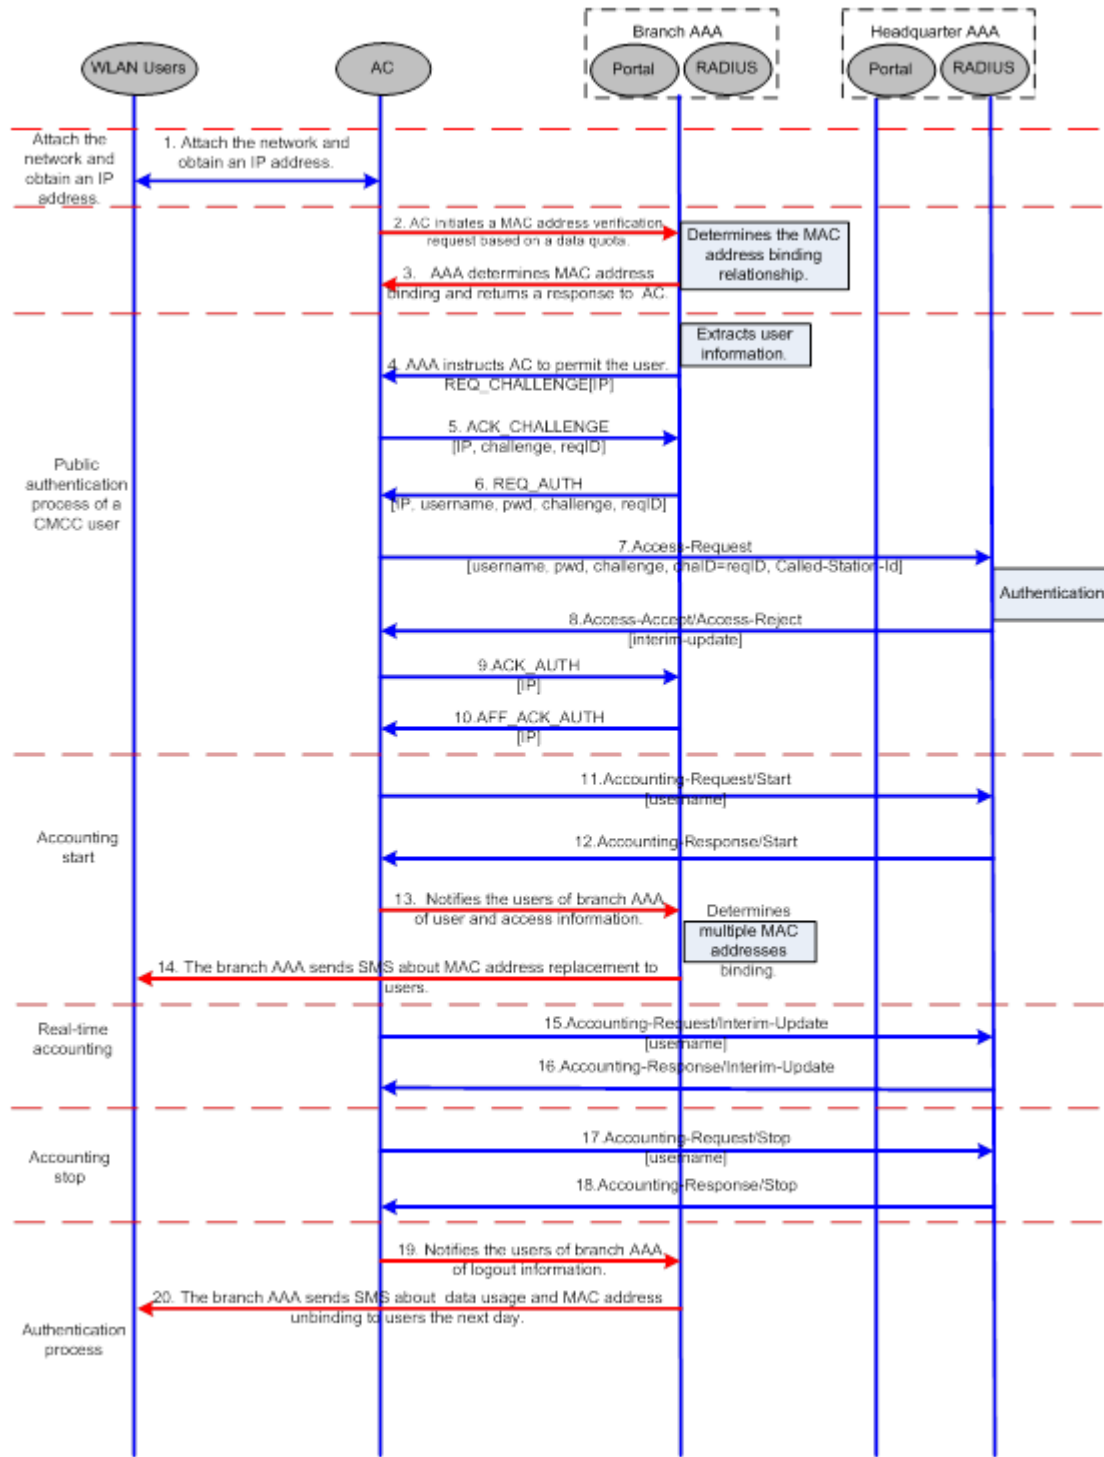 Branch AAA
Headquarter AAA
WLAN Users
AC
Portal
RADIUS
Portal
RADIUS
Attach the
network and
obtain an IP
address.
1. Attach the network and
obtain an IP address.
2. AC initiates a MAC address verification
request based on a data quota.
Determines the MAC
address binding
relationship.
3. AAA determines MAC address
binding and returns a response to AC.
Extracts user
information.
4. AAA instructs AC to permit the user.
REQ_CHALLENGE[IP]
5. ACK_CHALLENGE
[IP, challenge, reqID]
Public
authentication
process of a
CMCC user
6. REQ_AUTH
[IP, username, pwd, challenge, reqID]
7.Access-Request
[username, pwd, challenge, chaID=reqID, Called-Station-Id]
Authentication
8.Access-Accept/Access-Reject
[interim-update]
9.ACK_AUTH
[IP]
10.AFF_ACK_AUTH
[IP]
11.Accounting-Request/Start
[username]
Accounting
start
12.Accounting-Response/Start
13. Notifies the users of branch AAA
of user and access information.
Determines
multiple MAC
addresses
binding.
14. The branch AAA sends SMS about MAC address replacement to
users.
Real-time
accounting
15.Accounting-Request/Interim-Update
[username]
16.Accounting-Response/Interim-Update
Accounting
stop
17.Accounting-Request/Stop
[username]
18.Accounting-Response/Stop
19. Notifies the users of branch AAA
of logout information.
20. The branch AAA sends SMS about data usage and MAC address
unbinding to users the next day.
Authentication
process